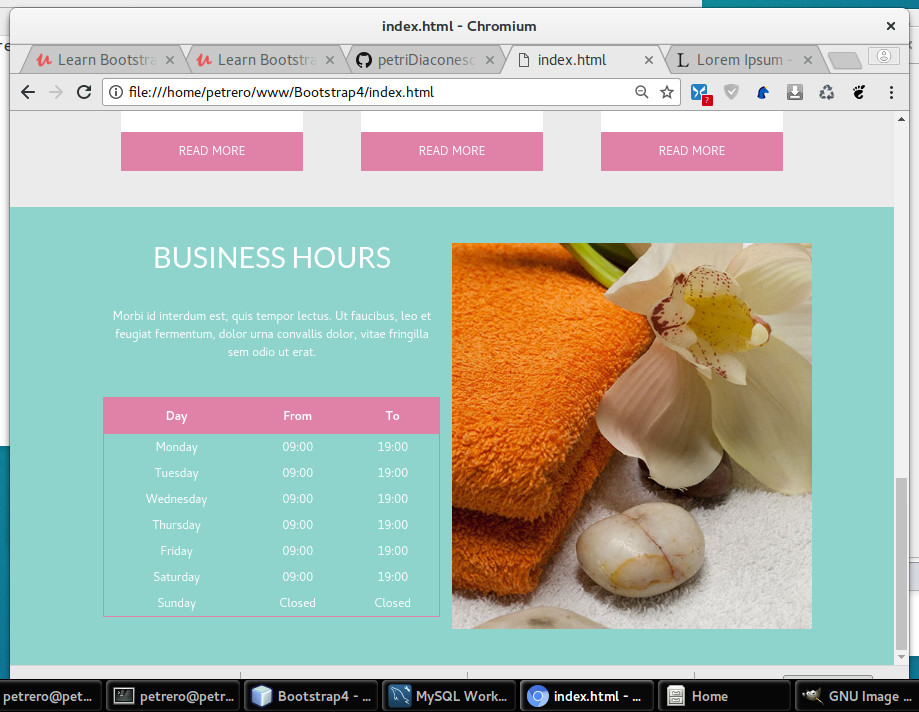 index.html - Chromium
Learn Bootstra
Learn Bootstra
petriDiaconesc
index.html
Lorem Ipsum -
file:///home/petrero/www/Bootstrap4/index.html
?
READ MORE
READ MORE
READ MORE
BUSINESS HOURS
Morbi id interdum est, quis tempor lectus. Ut faucibus, leo et
feugiat fermentum, dolor urna convallis dolor, vitae fringilla
sem odio ut erat.
Day From To
Monday 09:00 19:00
Tuesday 09:00 19:00
Wednesday 09:00 19:00
Thursday 09:00 19:00
Friday 09:00 19:00
Saturday 09:00 19:00
Sunday Closed Closed
petrero@pet...
petrero@petr...
Bootstrap4 - ...
MySQL Work...
index.html - ...
Home
GNU Image ...